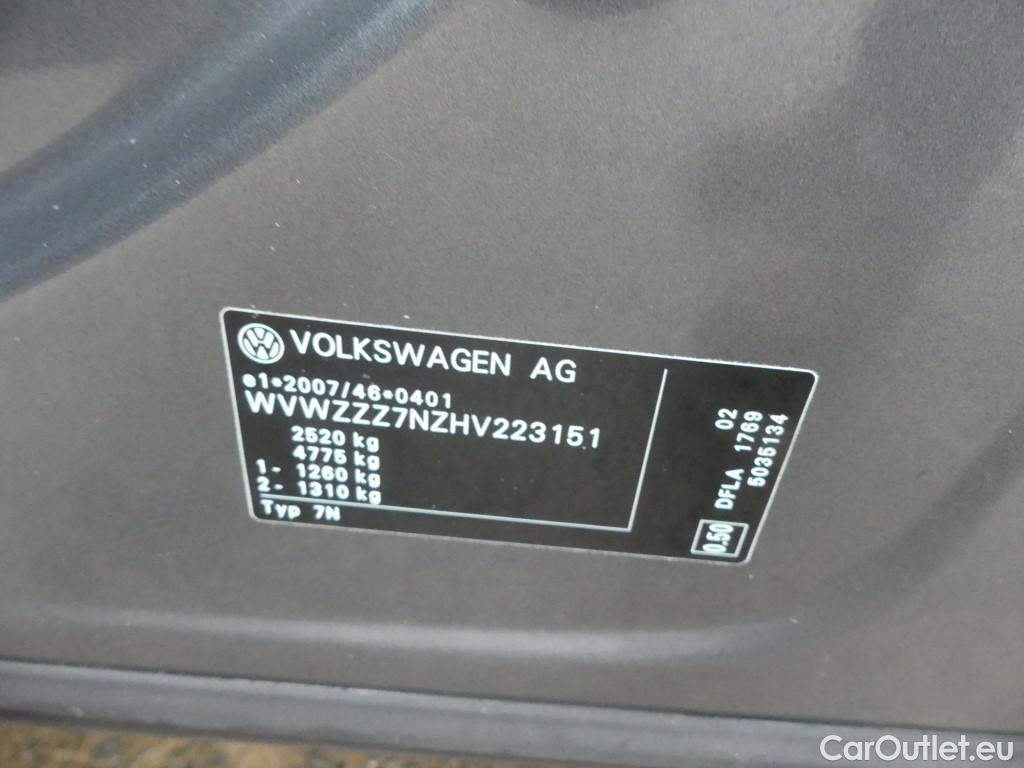 VOLKSWAGEN AG
e1*2007/46*0401
WVWZZZ7NZHV223151
2520 kg
4775 kg
1- 1260 kg
2- 1310 kg
Typ 7N
02
DFLA 1769
5035134
0.50
CarOutlet.eu